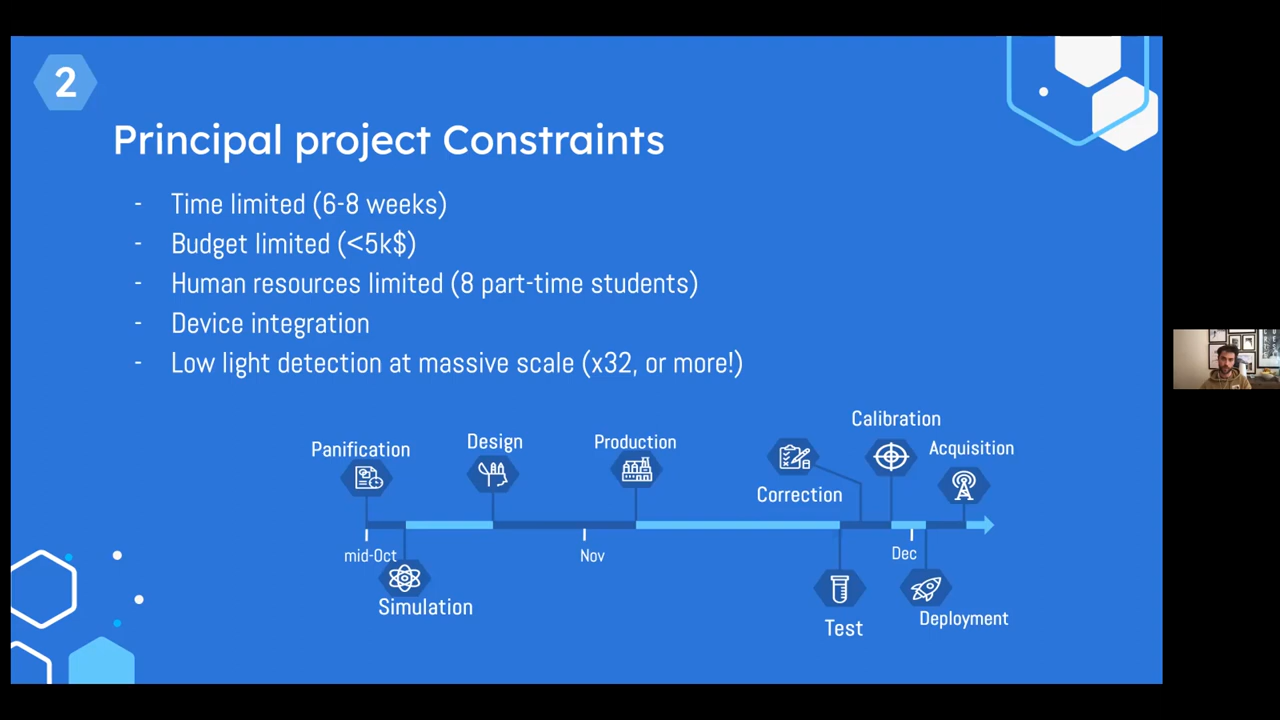 2
Principal project Constraints
- Time limited (6-8 weeks)
- Budget limited (<5k$)
- Human resources limited (8 part-time students)
- Device integration
- Low light detection at massive scale (x32, or more!)
Panification
Design
Production
Correction
Calibration
Acquisition
mid-Oct
Nov
Dec
Simulation
Test
Deployment